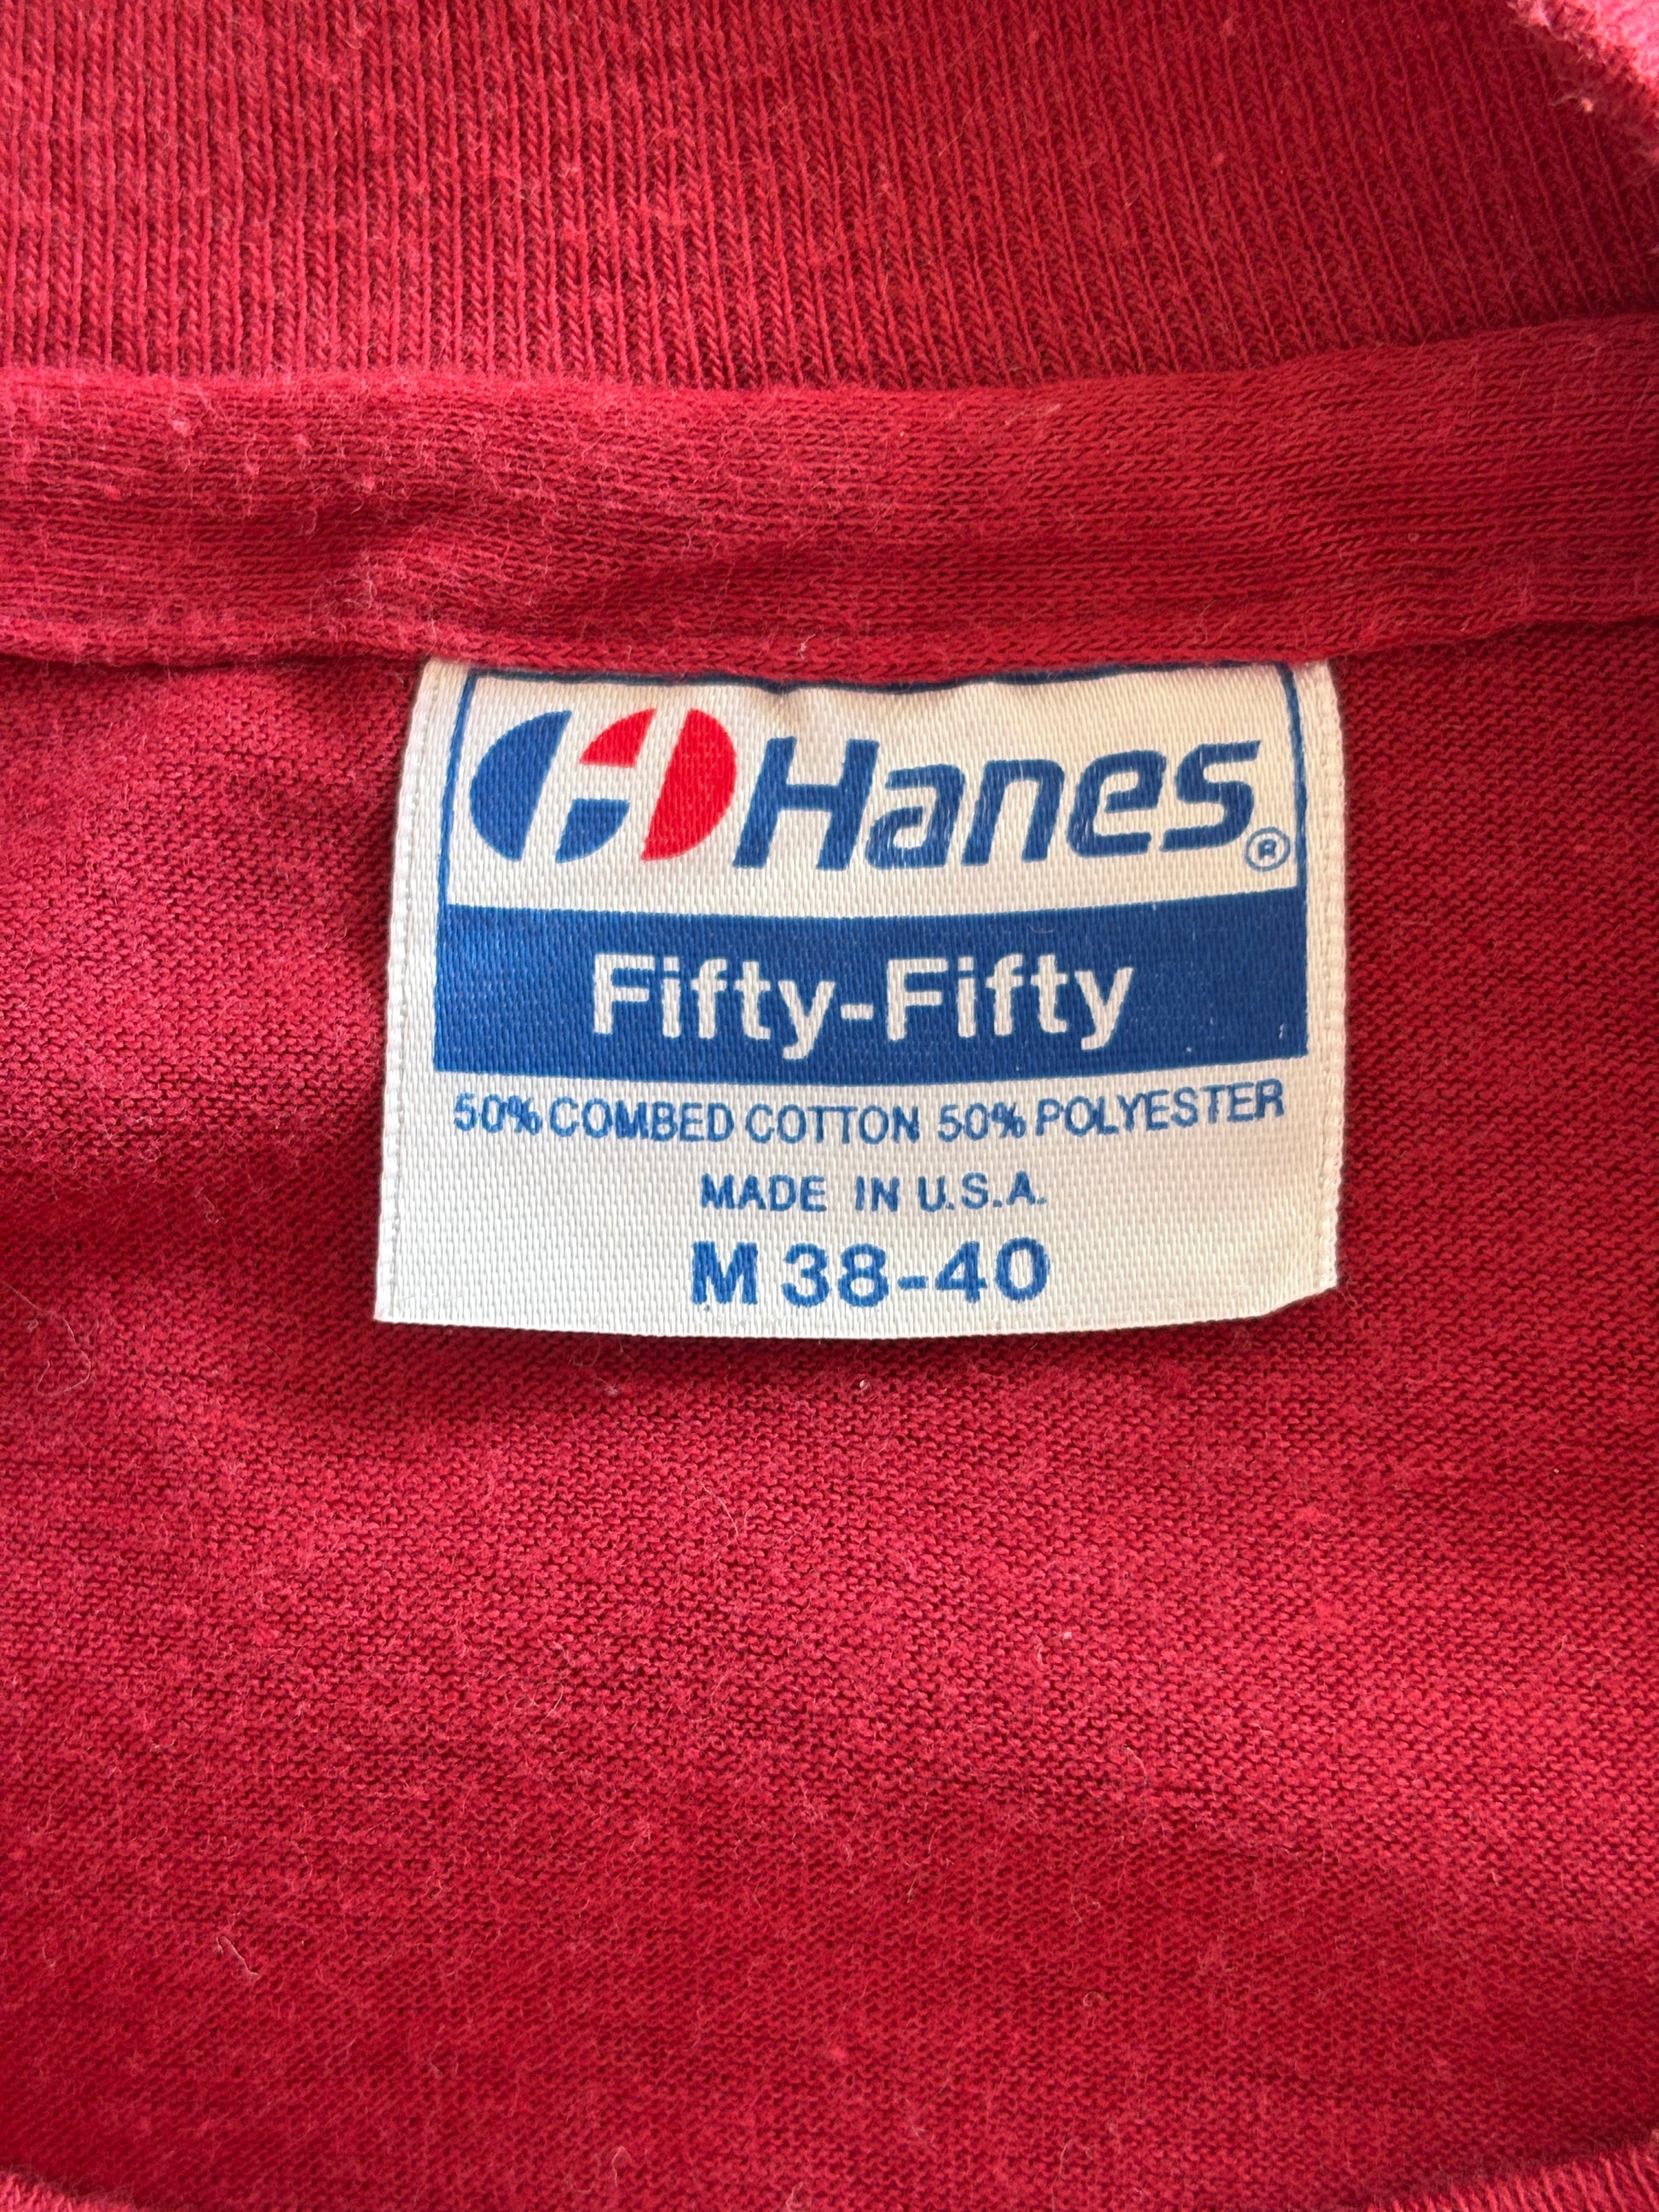 Hanes®
Fifty-Fifty
50% COMBED COTTON 50% POLYESTER
MADE IN U.S.A.
M 38-40